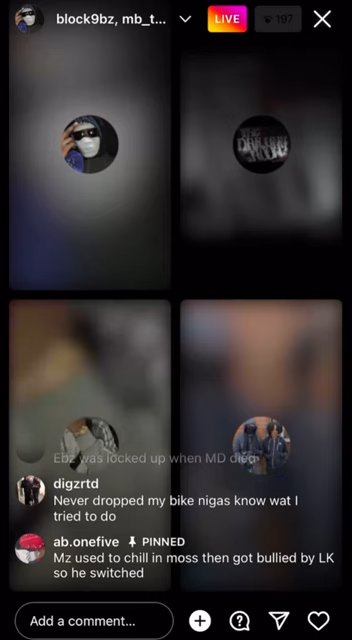 block9bz, mb_t...
LIVE
197
Ebz was locked up when MD died
digzrtd
Never dropped my bike nigas know wat I
tried to do
ab.onefive PINNED
Mz used to chill in moss then got bullied by LK
so he switched
Add a comment...